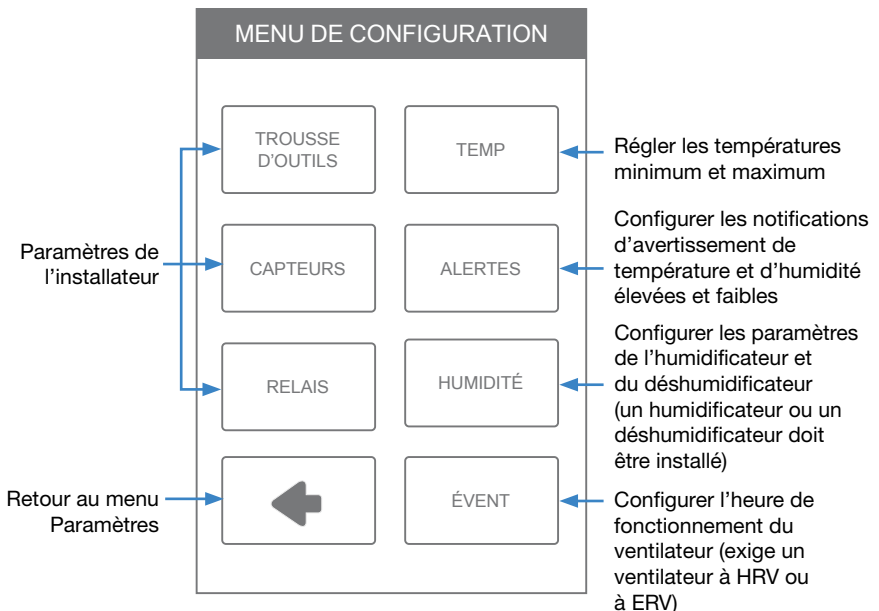 MENU DE CONFIGURATION
TROUSSE
D'OUTILS
TEMP
Régler les températures
minimum et maximum
Paramètres de
l'installateur
CAPTEURS
ALERTES
Configurer les notifications
d'avertissement de
température et d'humidité
élevées et faibles
RELAIS
HUMIDITÉ
Configurer les paramètres
de l'humidificateur et
du déshumidificateur
(un humidificateur ou un
déshumidificateur doit
être installé)
Retour au menu
Paramètres
ÉVENT
Configurer l'heure de
fonctionnement du
ventilateur (exige un
ventilateur à HRV ou
à ERV)